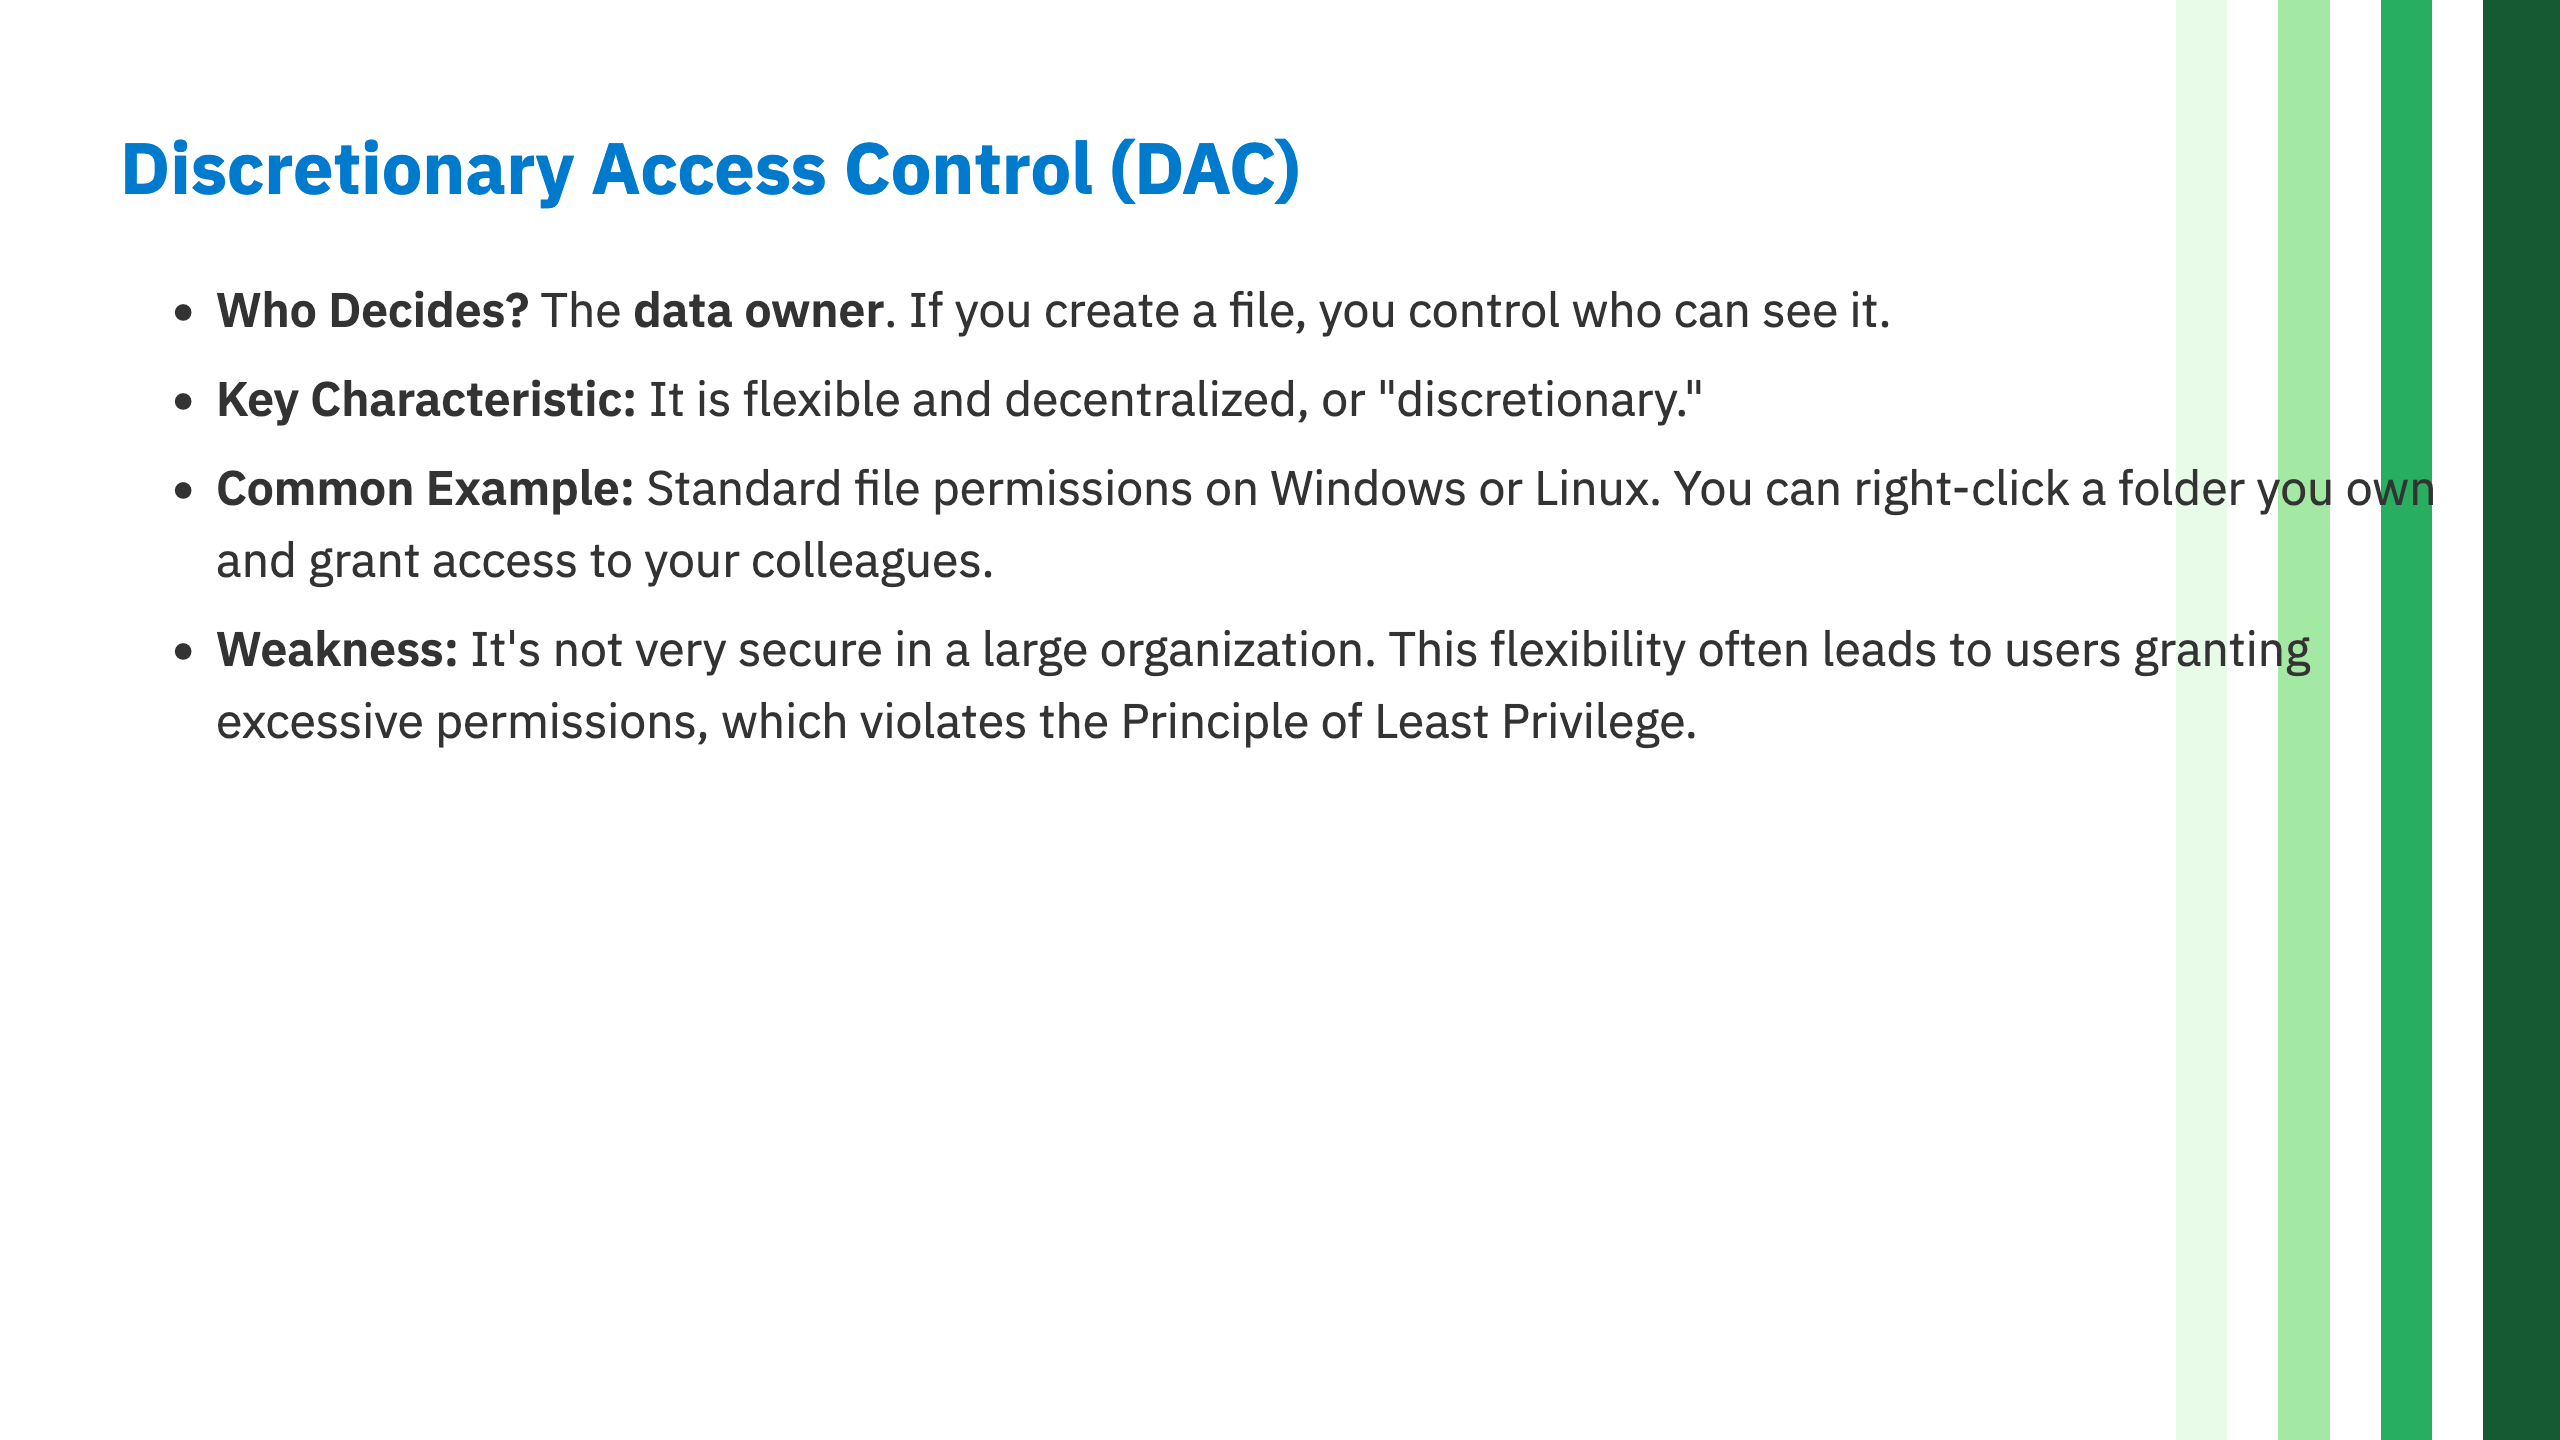 Discretionary Access Control (DAC)
• Who Decides? The data owner. If you create a file, you control who can see it.
• Key Characteristic: It is flexible and decentralized, or "discretionary."
• Common Example: Standard file permissions on Windows or Linux. You can right-click a folder you own
and grant access to your colleagues.
• Weakness: It's not very secure in a large organization. This flexibility often leads to users granting
excessive permissions, which violates the Principle of Least Privilege.